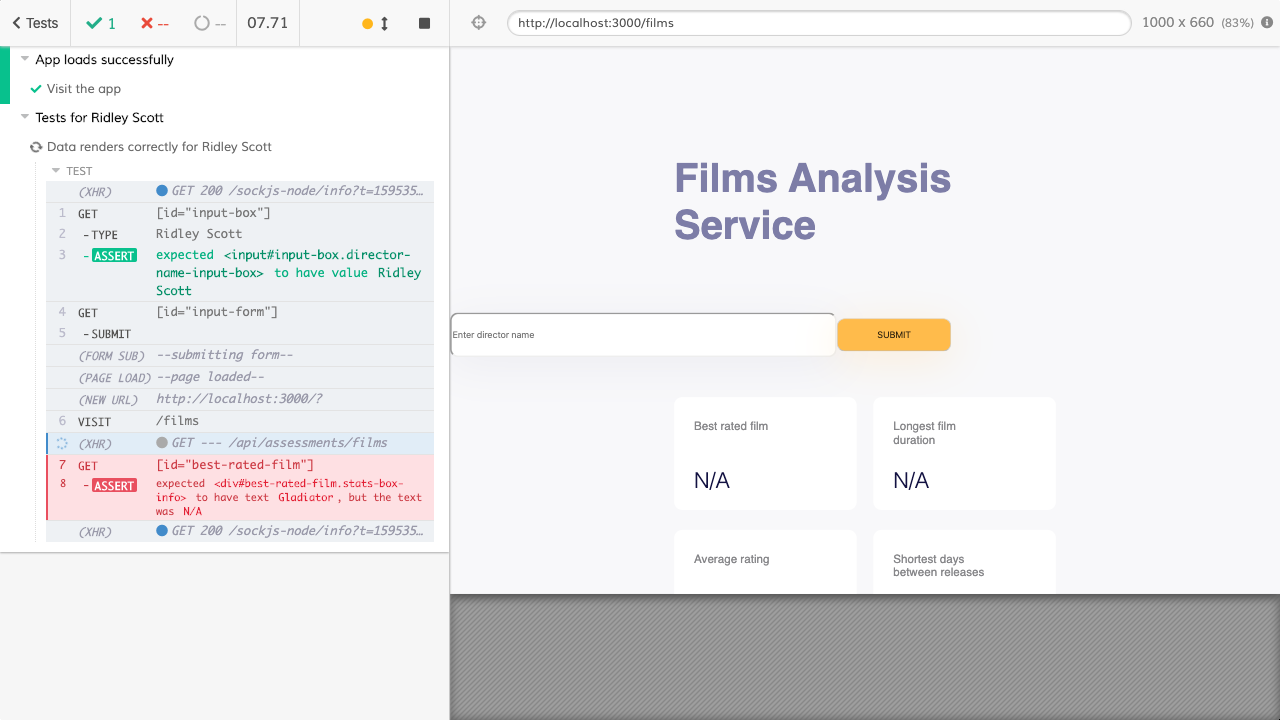 Tests
1
--
--
07.71
http://localhost:3000/films
1000 x 660 (83%)
App loads successfully
Visit the app
Tests for Ridley Scott
Data renders correctly for Ridley Scott
TEST
(XHR) GET 200 /sockjs-node/info?t=159535…
1 GET [id="input-box"]
2 - TYPE Ridley Scott
3 - ASSERT expected <input#input-box.director-
name-input-box> to have value Ridley
Scott
4 GET [id="input-form"]
5 - SUBMIT
(FORM SUB) --submitting form--
(PAGE LOAD) --page loaded--
(NEW URL) http://localhost:3000/?
6 VISIT /films
(XHR) GET --- /api/assessments/films
7 GET [id="best-rated-film"]
8 - ASSERT expected <div#best-rated-film.stats-box-
info> to have text Gladiator, but the text
was N/A
(XHR) GET 200 /sockjs-node/info?t=159535…
Films Analysis
Service
Enter director name
SUBMIT
Best rated film
N/A
Longest film
duration
N/A
Average rating
Shortest days
between releases